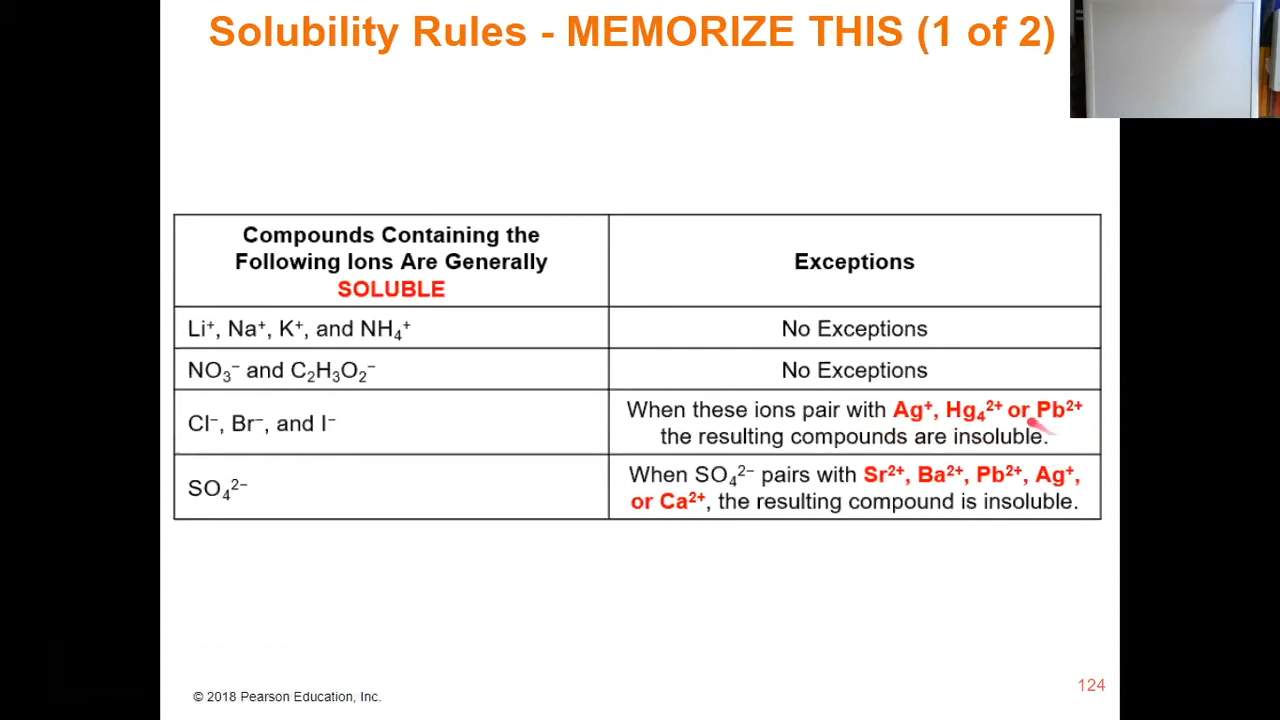 Solubility Rules - MEMORIZE THIS (1 of 2)
Compounds Containing the
Following Ions Are Generally
SOLUBLE
Exceptions
Li⁺, Na⁺, K⁺, and NH₄⁺
No Exceptions
NO₃⁻ and C₂H₃O₂⁻
No Exceptions
Cl⁻, Br⁻, and I⁻
When these ions pair with Ag⁺, Hg₄²⁺ or Pb²⁺
the resulting compounds are insoluble.
SO₄²⁻
When SO₄²⁻ pairs with Sr²⁺, Ba²⁺, Pb²⁺, Ag⁺,
or Ca²⁺, the resulting compound is insoluble.
© 2018 Pearson Education, Inc.
124